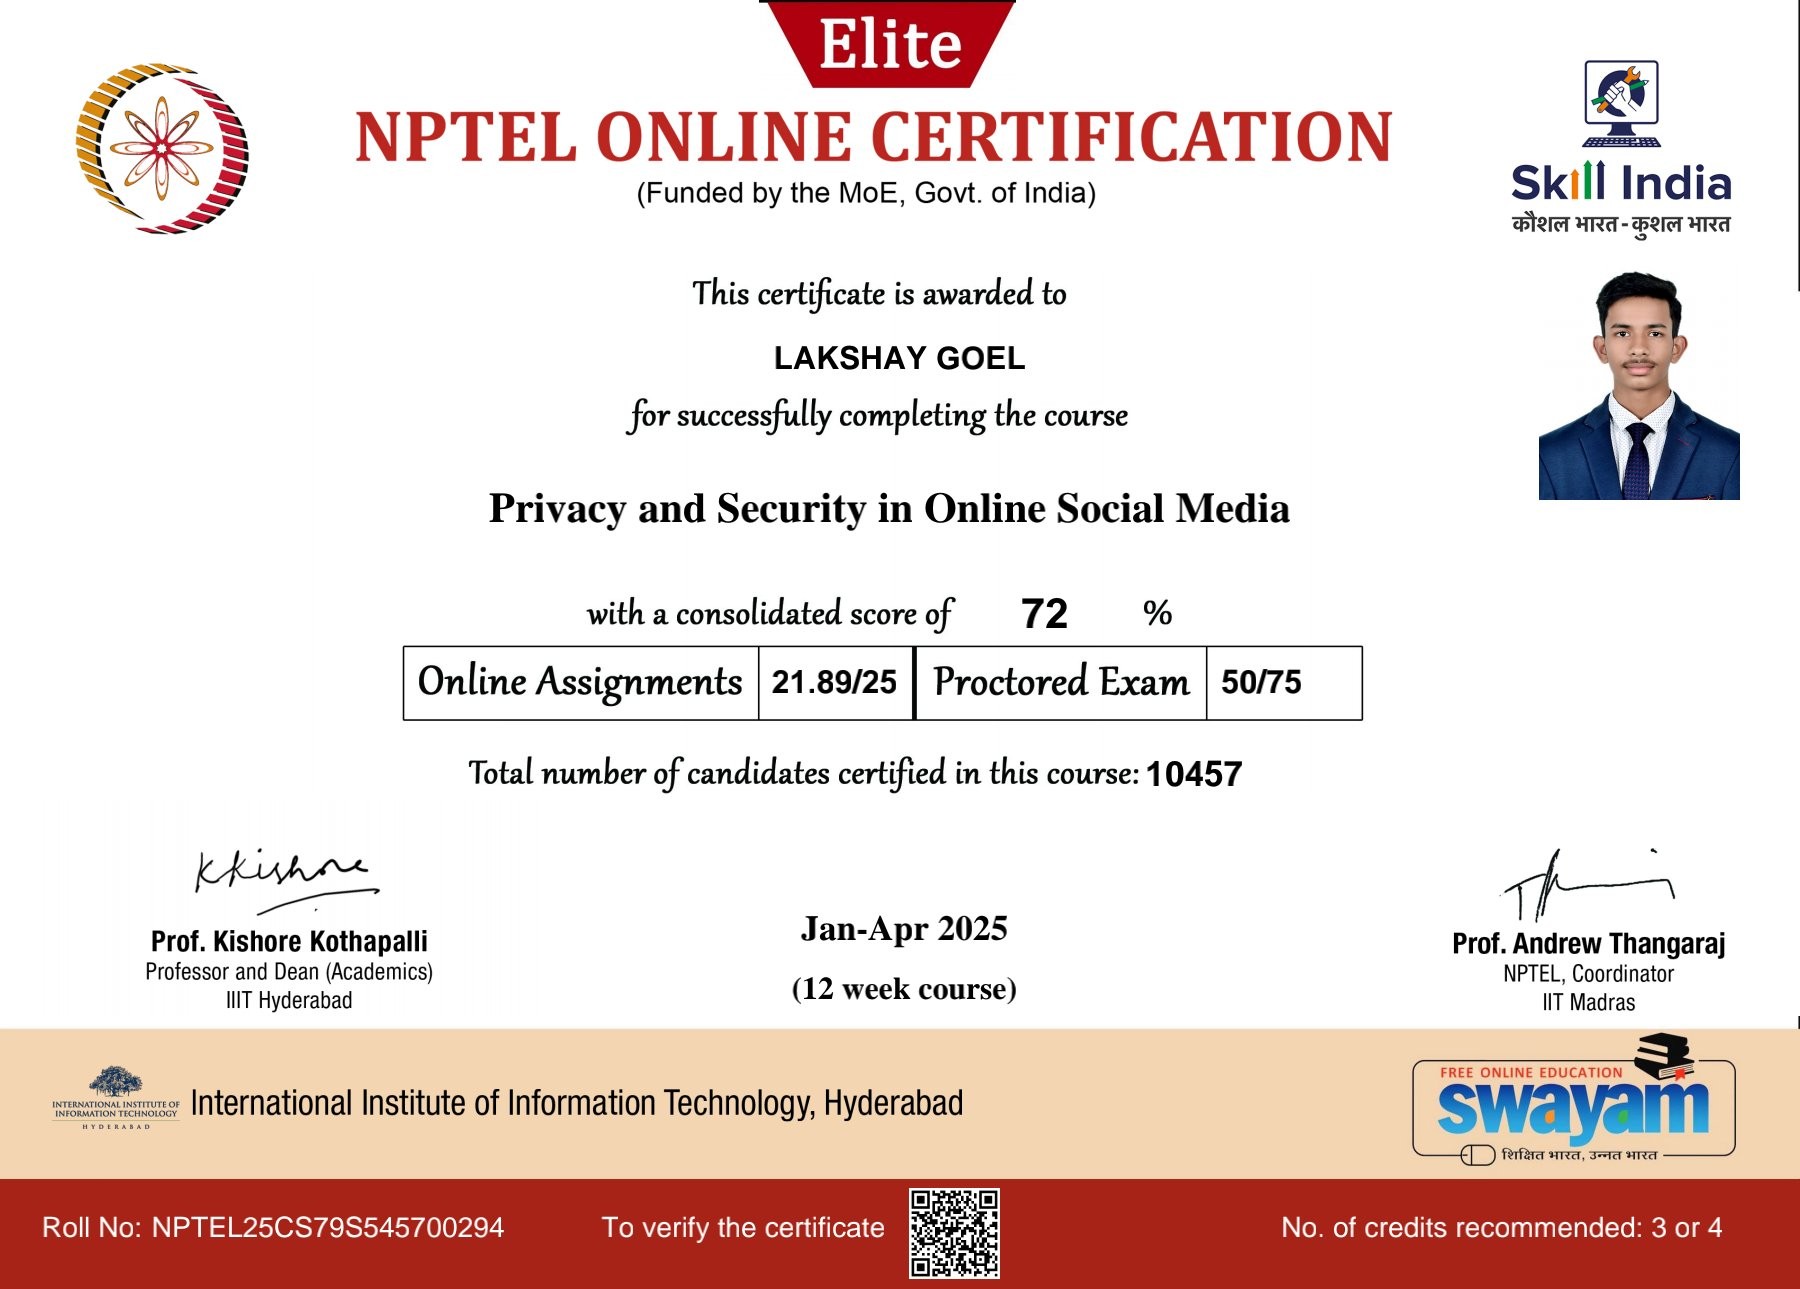 Elite
NPTEL ONLINE CERTIFICATION
(Funded by the MoE, Govt. of India)
Skill India
कौशल भारत - कुशल भारत
This certificate is awarded to
LAKSHAY GOEL
for successfully completing the course
Privacy and Security in Online Social Media
with a consolidated score of 72 %
Online Assignments 21.89/25 Proctored Exam 50/75
Total number of candidates certified in this course: 10457
KKishore
Prof. Kishore Kothapalli
Professor and Dean (Academics)
IIIT Hyderabad
Jan-Apr 2025
(12 week course)
Prof. Andrew Thangaraj
NPTEL, Coordinator
IIT Madras
INTERNATIONAL INSTITUTE OF
INFORMATION TECHNOLOGY
HYDERABAD
International Institute of Information Technology, Hyderabad
FREE ONLINE EDUCATION
swayam
शिक्षित भारत, उन्नत भारत
Roll No: NPTEL25CS79S545700294
To verify the certificate
No. of credits recommended: 3 or 4